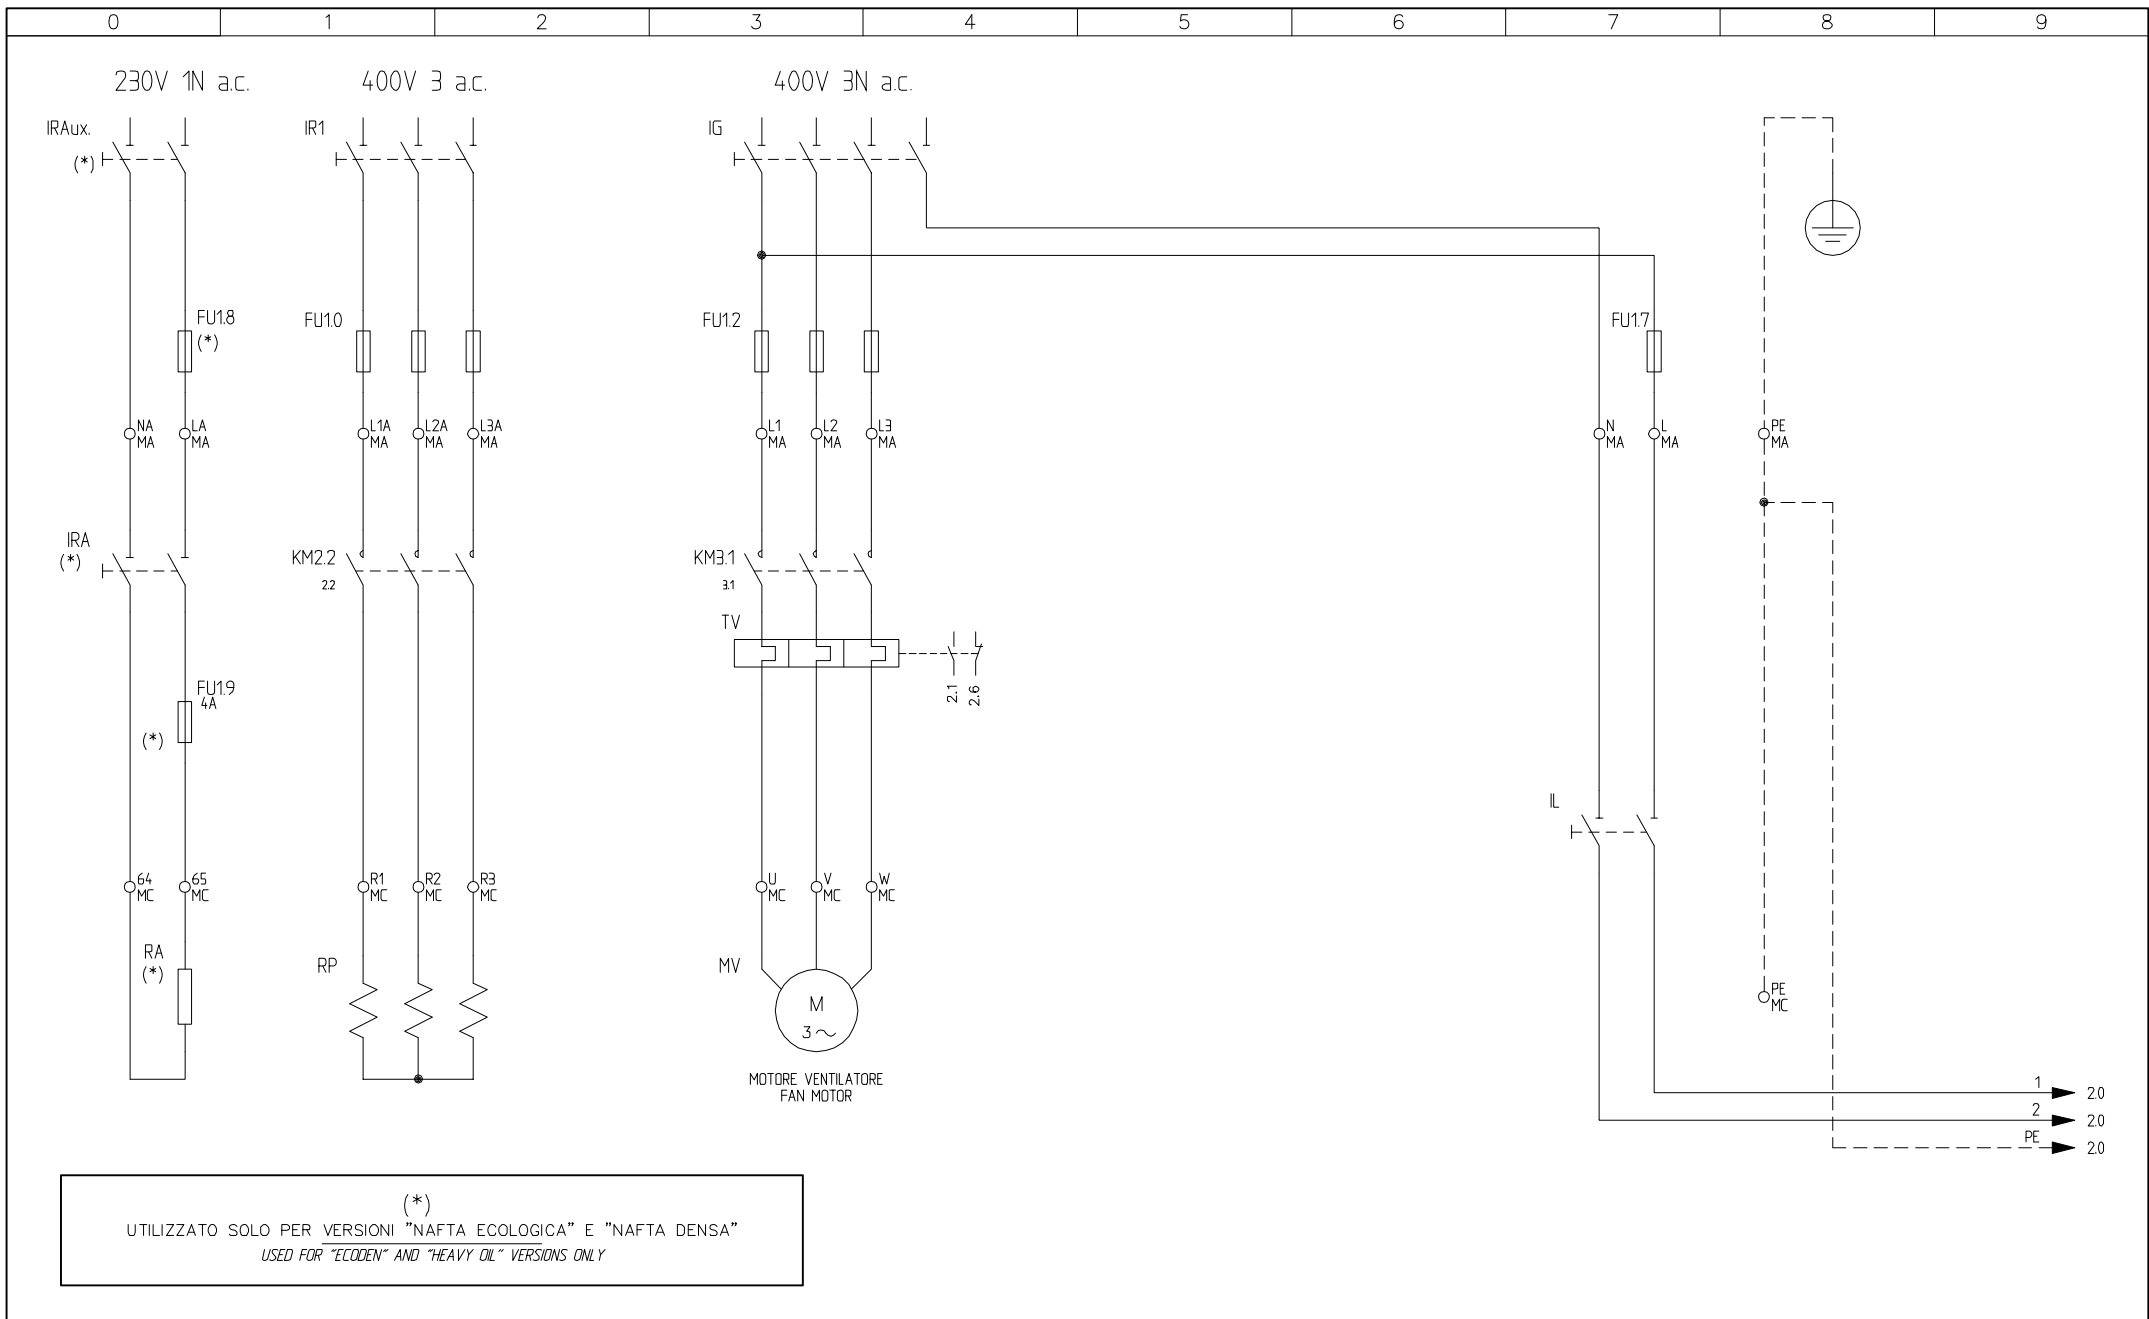 0 1 2 3 4 5 6 7 8 9
230V 1N a.c. 400V 3 a.c. 400V 3N a.c.
IRAux. IR1 IG
(*)
FU1.8 FU1.0 FU1.2 FU1.7
(*)
NA LA L1A L2A L3A L1 L2 L3 N L PE
MA MA MA MA MA MA MA MA MA MA MA
IRA KM2.2 KM3.1
(*) 2.2 3.1
TV
2.1 2.6
FU1.9
4A
(*)
IL
64 65 R1 R2 R3 U V W
MC MC MC MC MC MC MC MC
RA RP MV
(*)
M
3~
PE
MC
MOTORE VENTILATORE
FAN MOTOR
1 2.0
2 2.0
PE 2.0
(*)
UTILIZZATO SOLO PER VERSIONI "NAFTA ECOLOGICA" E "NAFTA DENSA"
USED FOR "ECODEN" AND "HEAVY OIL" VERSIONS ONLY